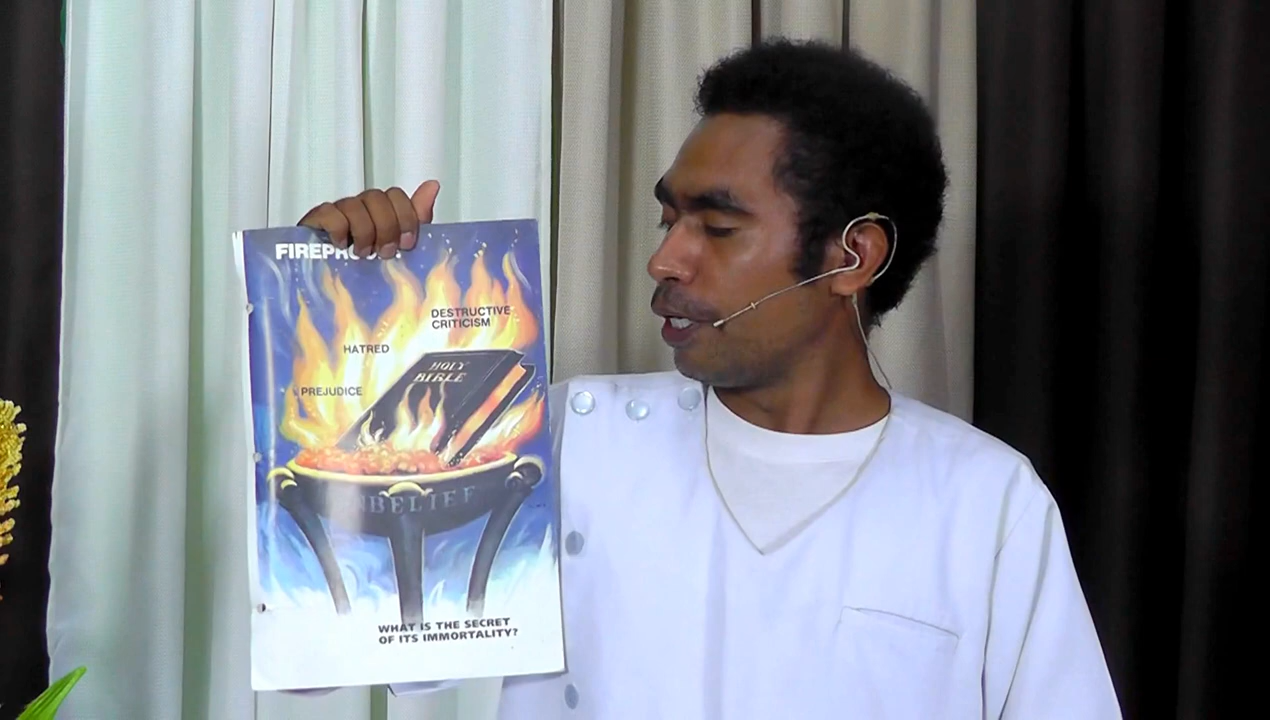 DESTRUCTIVE
CRITICISM
HATRED
HOLY
BIBLE
PREJUDICE
WHAT IS THE SECRET
OF ITS IMMORTALITY?